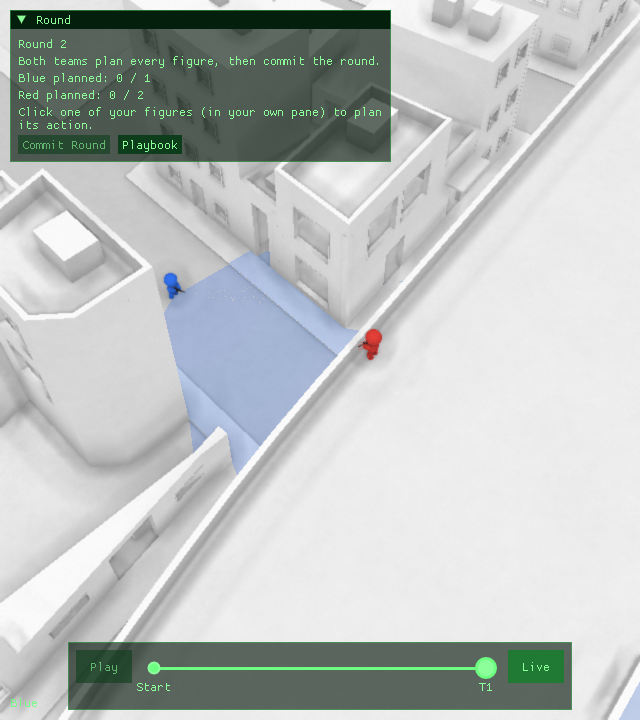 Round
Round 2
Both teams plan every figure, then commit the round.
Blue planned: 0 / 1
Red planned: 0 / 2
Click one of your figures (in your own pane) to plan
its action.
Commit Round
Playbook
Play
Start
T1
Live